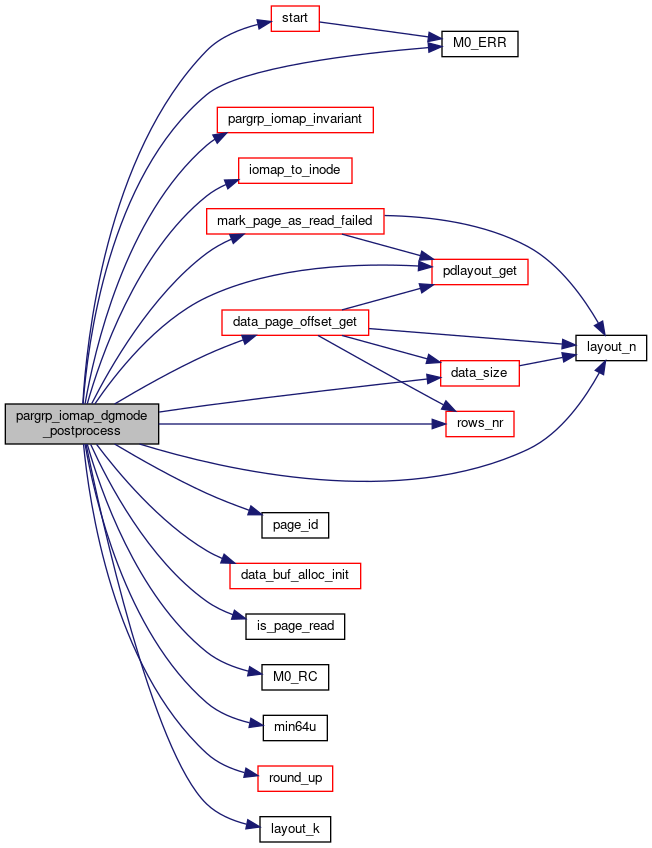 start
M0_ERR
pargrp_iomap_invariant
iomap_to_inode
mark_page_as_read_failed
pdlayout_get
data_page_offset_get
layout_n
data_size
pargrp_iomap_dgmode
_postprocess
rows_nr
page_id
data_buf_alloc_init
is_page_read
M0_RC
min64u
round_up
layout_k